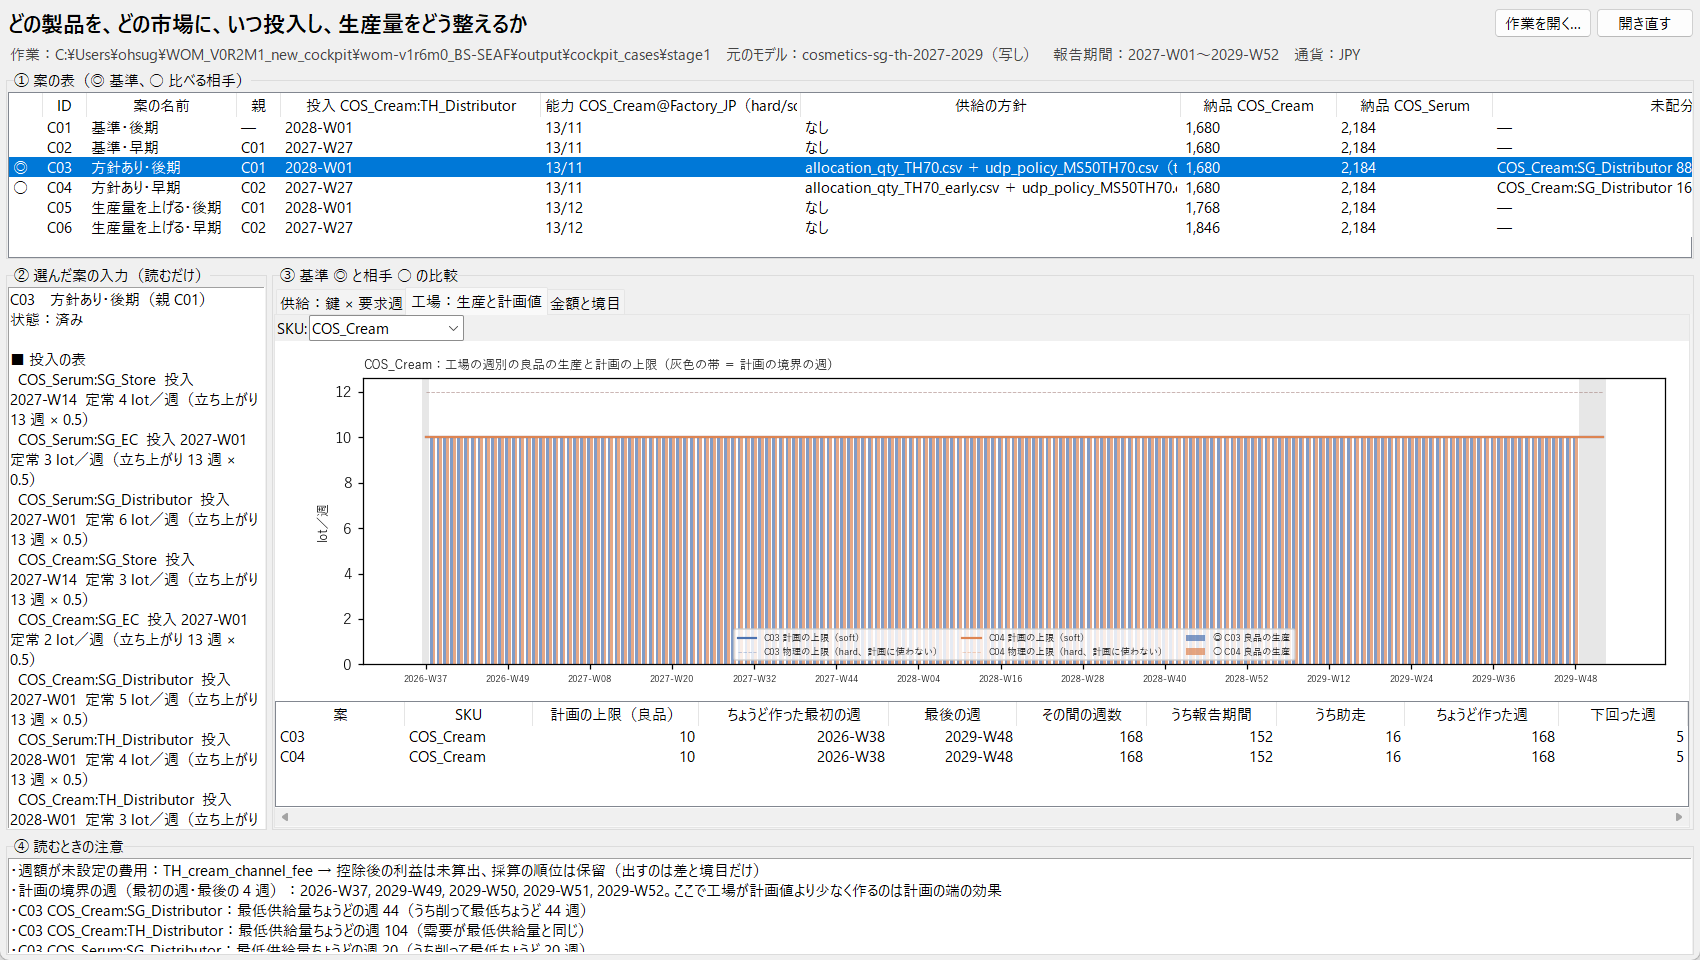 どの製品を、どの市場に、いつ投入し、生産量をどう整えるか
作業を開く...
開き直す
作業：C:¥Users¥ohsug¥WOM_V0R2M1_new_cockpit¥wom-v1r6m0_BS-SEAF¥output¥cockpit_cases¥stage1　元のモデル：cosmetics-sg-th-2027-2029（写し）　報告期間：2027-W01～2029-W52　通貨：JPY
① 案の表（◎ 基準、○ 比べる相手）
ID 案の名前 親 投入 COS_Cream:TH_Distributor 能力 COS_Cream@Factory_JP（hard/sc 供給の方針 納品 COS_Cream 納品 COS_Serum 未配分
C01 基準・後期 — 2028-W01 13/11 なし 1,680 2,184 —
C02 基準・早期 C01 2027-W27 13/11 なし 1,680 2,184 —
◎ C03 方針あり・後期 C01 2028-W01 13/11 allocation_qty_TH70.csv ＋ udp_policy_MS50TH70.csv（t 1,680 2,184 COS_Cream:SG_Distributor 88
○ C04 方針あり・早期 C02 2027-W27 13/11 allocation_qty_TH70_early.csv ＋ udp_policy_MS50TH70. 1,680 2,184 COS_Cream:SG_Distributor 16
C05 生産量を上げる・後期 C01 2028-W01 13/12 なし 1,768 2,184 —
C06 生産量を上げる・早期 C02 2027-W27 13/12 なし 1,846 2,184 —
② 選んだ案の入力（読むだけ）
C03　方針あり・後期（親 C01）
状態：済み
■ 投入の表
COS_Serum:SG_Store 投入
2027-W14 定常 4 lot／週（立ち上がり
13 週 × 0.5）
COS_Serum:SG_EC 投入 2027-W01
定常 3 lot／週（立ち上がり 13 週 ×
0.5）
COS_Serum:SG_Distributor 投入
2027-W01 定常 6 lot／週（立ち上がり
13 週 × 0.5）
COS_Cream:SG_Store 投入
2027-W14 定常 3 lot／週（立ち上がり
13 週 × 0.5）
COS_Cream:SG_EC 投入 2027-W01
定常 2 lot／週（立ち上がり 13 週 ×
0.5）
COS_Cream:SG_Distributor 投入
2027-W01 定常 5 lot／週（立ち上がり
13 週 × 0.5）
COS_Serum:TH_Distributor 投入
2028-W01 定常 4 lot／週（立ち上がり
13 週 × 0.5）
COS_Cream:TH_Distributor 投入
2028-W01 定常 3 lot／週（立ち上がり
③ 基準 ◎ と相手 ○ の比較
供給：鍵 × 要求週 工場：生産と計画値 金額と境目
SKU: COS_Cream
COS_Cream：工場の週別の良品の生産と計画の上限（灰色の帯 ＝ 計画の境界の週）
12
10
8
6
4
2
0
lot／週
C03 計画の上限（soft） C04 計画の上限（soft） ◎ C03 良品の生産
C03 物理の上限（hard、計画に使わない） C04 物理の上限（hard、計画に使わない） ○ C04 良品の生産
2026-W37 2026-W49 2027-W08 2027-W20 2027-W32 2027-W44 2028-W04 2028-W16 2028-W28 2028-W40 2028-W52 2029-W12 2029-W24 2029-W36 2029-W48
案 SKU 計画の上限（良品） ちょうど作った最初の週 最後の週 その間の週数 うち報告期間 うち助走 ちょうど作った週 下回った週
C03 COS_Cream 10 2026-W38 2029-W48 168 152 16 168 5
C04 COS_Cream 10 2026-W38 2029-W48 168 152 16 168 5
④ 読むときの注意
・週額が未設定の費用：TH_cream_channel_fee → 控除後の利益は未算出、採算の順位は保留（出すのは差と境目だけ）
・計画の境界の週（最初の週・最後の 4 週）：2026-W37, 2029-W49, 2029-W50, 2029-W51, 2029-W52。ここで工場が計画値より少なく作るのは計画の端の効果
・C03 COS_Cream:SG_Distributor：最低供給量ちょうどの週 44（うち削って最低ちょうど 44 週）
・C03 COS_Cream:TH_Distributor：最低供給量ちょうどの週 104（需要が最低供給量と同じ）
・C03 COS_Serum:SG_Distributor：最低供給量ちょうどの週 20（うち削って最低ちょうど 20 週）